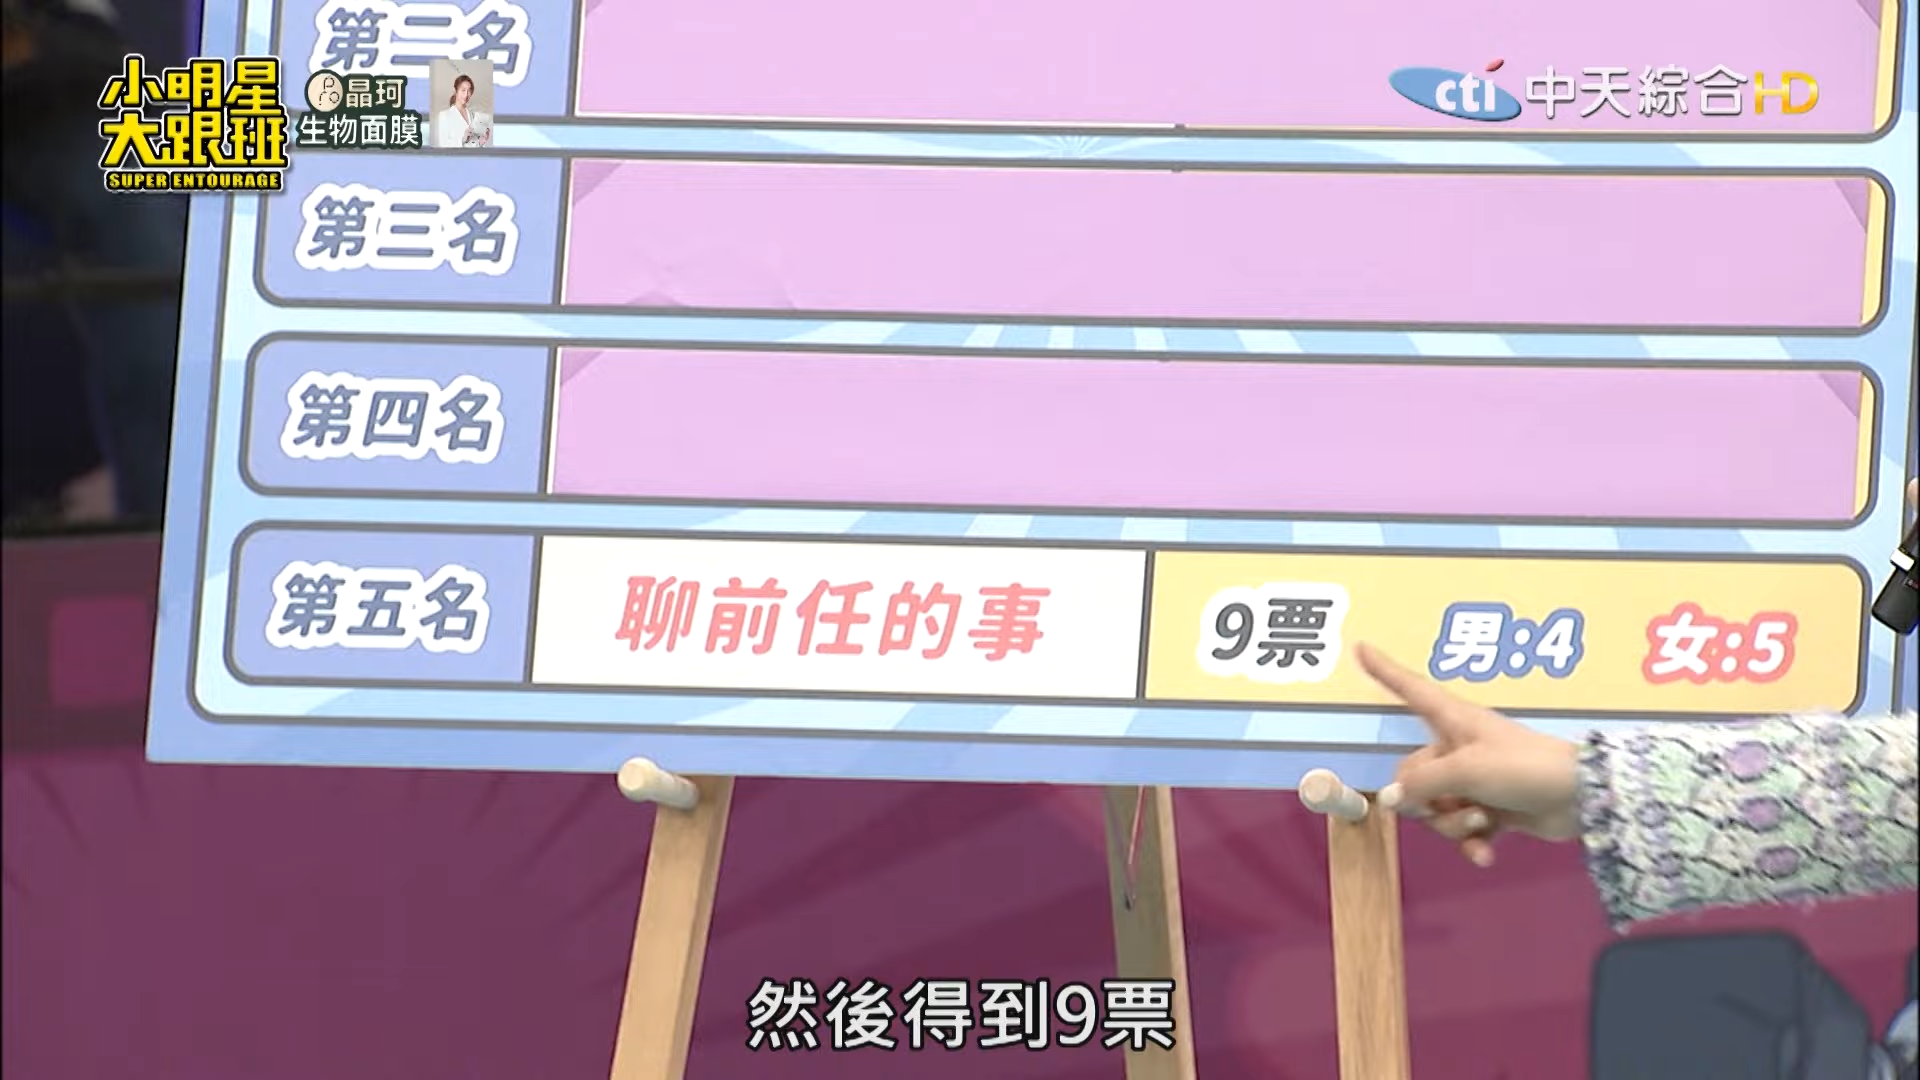 第二名
小明星
大跟班
SUPER ENTOURAGE
晶珂
生物面膜
cti 中天綜合HD
第三名
第四名
第五名 聊前任的事 9票 男:4 女:5
然後得到9票